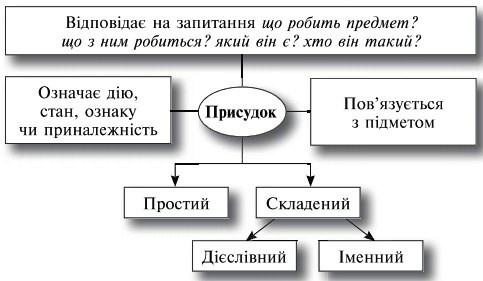 Відповідає на запитання що робить предмет?
що з ним робиться? який він є? хто він такий?
Означає дію,
стан, ознаку
чи приналежність
Присудок
Пов’язується
з підметом
Простий
Складений
Дієслівний
Іменний